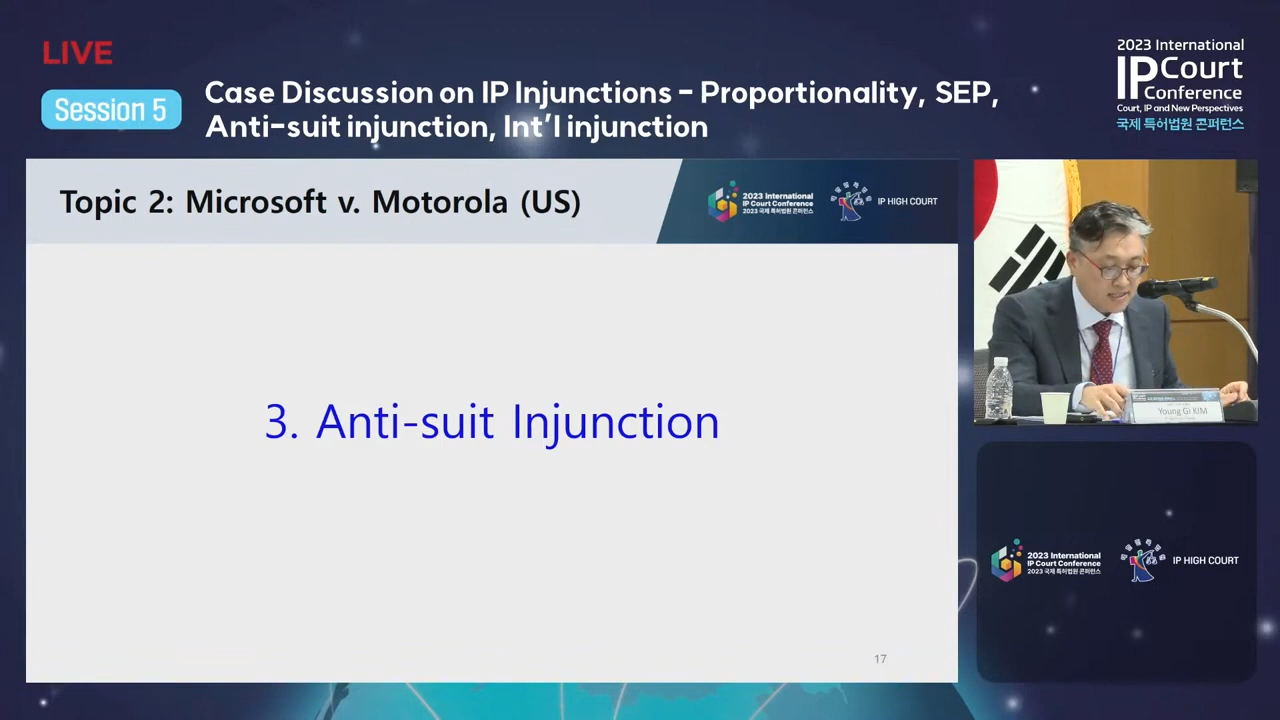 LIVE
Session 5
Case Discussion on IP Injunctions - Proportionality, SEP,
Anti-suit injunction, Int'l injunction
2023 International
IP Court
Conference
Court, IP and New Perspectives
국제 특허법원 콘퍼런스
Topic 2: Microsoft v. Motorola (US)
2023 International
IP Court Conference
2023 국제 특허법원 콘퍼런스
IP HIGH COURT
3. Anti-suit Injunction
17
Young Gi KIM
2023 International
IP Court Conference
2023 국제 특허법원 콘퍼런스
IP HIGH COURT